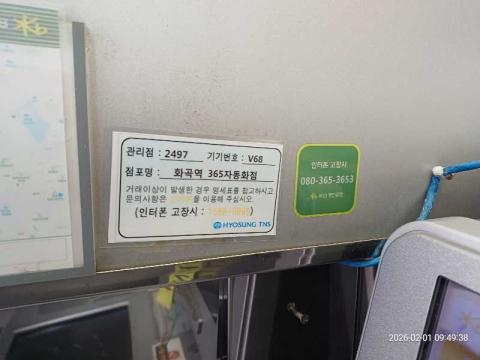 관리점 : 2497 기기번호 : V68
점포명 : 화곡역 365자동화점
거래이상이 발생한 경우 명세표를 참고하시고
문의사항은 을 이용해 주십시오.
(인터폰 고장시 : )
HYOSUNG TNS
인터폰 고장시
080-365-3653
2026-02-01 09:49:38